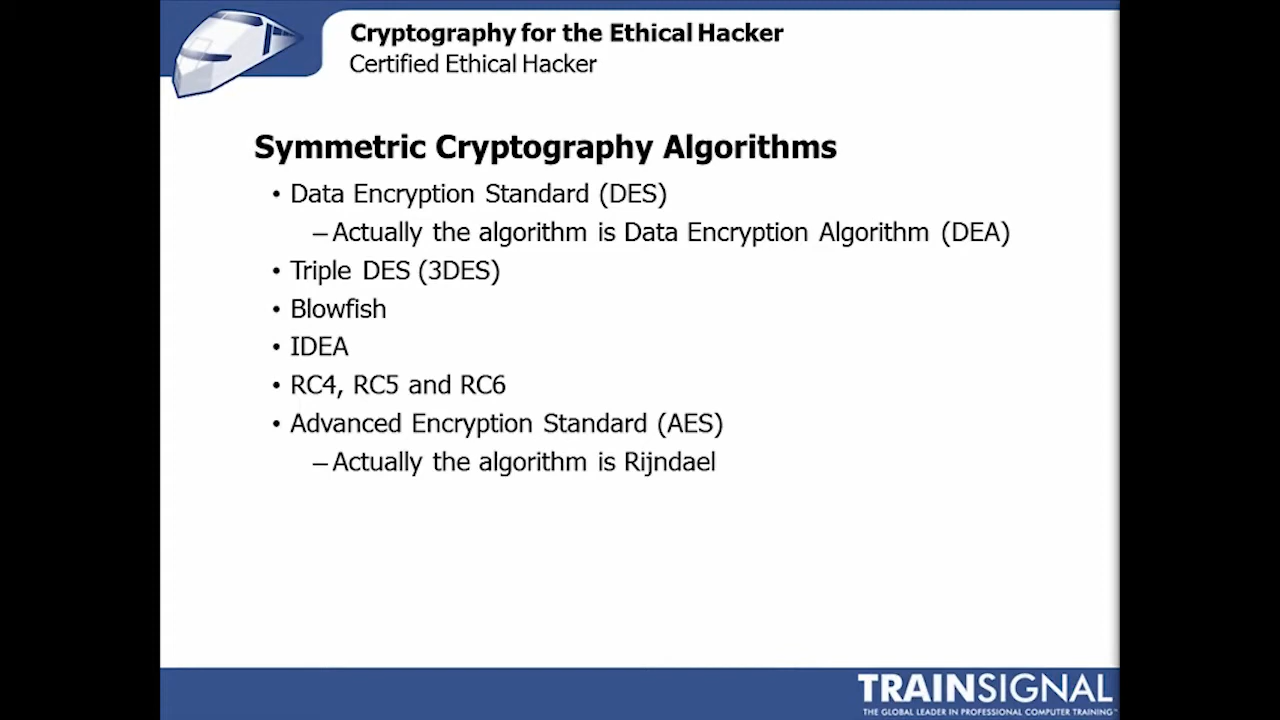 Cryptography for the Ethical Hacker
Certified Ethical Hacker
Symmetric Cryptography Algorithms
• Data Encryption Standard (DES)
– Actually the algorithm is Data Encryption Algorithm (DEA)
• Triple DES (3DES)
• Blowfish
• IDEA
• RC4, RC5 and RC6
• Advanced Encryption Standard (AES)
– Actually the algorithm is Rijndael
TRAINSIGNAL
THE GLOBAL LEADER IN PROFESSIONAL COMPUTER TRAINING™